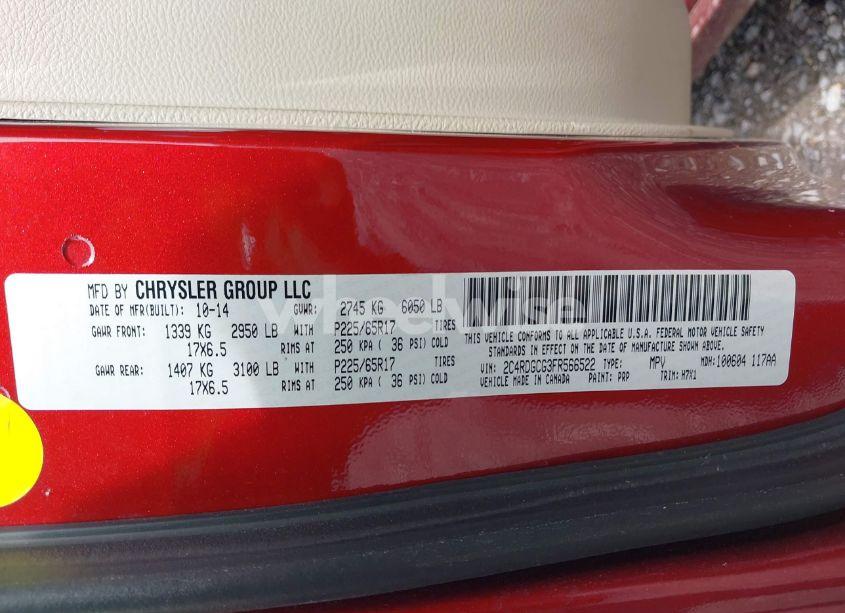 MFD BY CHRYSLER GROUP LLC
DATE OF MFR(BUILT): 10-14 GVWR: 2745 KG 6050 LB
GAWR FRONT: 1339 KG 2950 LB WITH P225/65R17 TIRES
17X6.5 RIMS AT 250 KPA ( 36 PSI) COLD
GAWR REAR: 1407 KG 3100 LB WITH P225/65R17 TIRES
17X6.5 RIMS AT 250 KPA ( 36 PSI) COLD
THIS VEHICLE CONFORMS TO ALL APPLICABLE U.S.A. FEDERAL MOTOR VEHICLE SAFETY
STANDARDS IN EFFECT ON THE DATE OF MANUFACTURE SHOWN ABOVE.
VIN: 2C4RDGCG3FR566522 TYPE: MPV MDH: 100604 117AA
VEHICLE MADE IN CANADA PAINT: PRP TRIM: H7X1